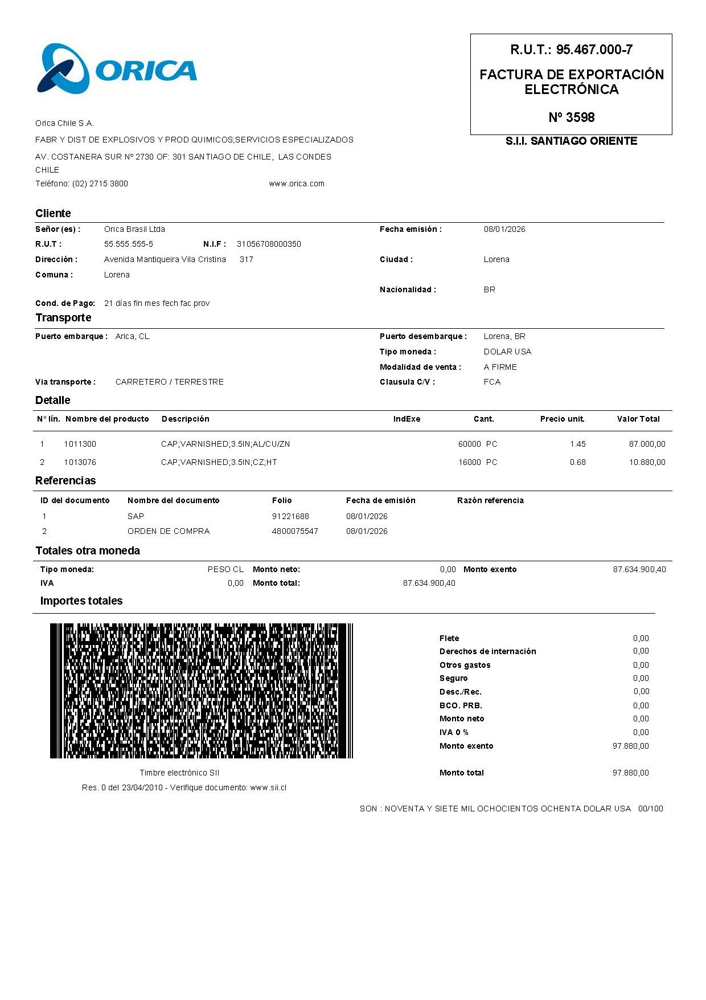 ORICA
R.U.T.: 95.467.000-7
FACTURA DE EXPORTACIÓN
ELECTRÓNICA
Nº 3598
S.I.I. SANTIAGO ORIENTE
Orica Chile S.A.
FABR Y DIST DE EXPLOSIVOS Y PROD QUIMICOS;SERVICIOS ESPECIALIZADOS
AV. COSTANERA SUR Nº 2730 OF: 301 SANTIAGO DE CHILE, LAS CONDES
CHILE
Teléfono: (02) 2715 3800 www.orica.com
Cliente
Señor (es) : Orica Brasil Ltda Fecha emisión : 08/01/2026
R.U.T : 55.555.555-5 N.I.F : 31056708000350
Dirección : Avenida Mantiqueira Vila Cristina 317 Ciudad : Lorena
Comuna : Lorena
Nacionalidad : BR
Cond. de Pago: 21 días fin mes fech fac prov
Transporte
Puerto embarque : Arica, CL Puerto desembarque : Lorena, BR
Tipo moneda : DOLAR USA
Modalidad de venta : A FIRME
Via transporte : CARRETERO / TERRESTRE Clausula C/V : FCA
Detalle
Nº lín. Nombre del producto Descripción IndExe Cant. Precio unit. Valor Total
1 1011300 CAP;VARNISHED;3.5IN;AL/CU/ZN 60000 PC 1.45 87.000,00
2 1013076 CAP;VARNISHED;3.5IN;CZ;HT 16000 PC 0.68 10.880,00
Referencias
ID del documento Nombre del documento Folio Fecha de emisión Razón referencia
1 SAP 91221688 08/01/2026
2 ORDEN DE COMPRA 4800075547 08/01/2026
Totales otra moneda
Tipo moneda: PESO CL Monto neto: 0,00 Monto exento 87.634.900,40
IVA 0,00 Monto total: 87.634.900,40
Importes totales
Flete 0,00
Derechos de internación 0,00
Otros gastos 0,00
Seguro 0,00
Desc./Rec. 0,00
BCO. PRB. 0,00
Monto neto 0,00
IVA 0 % 0,00
Monto exento 97.880,00
Timbre electrónico SII Monto total 97.880,00
Res. 0 del 23/04/2010 - Verifique documento: www.sii.cl
SON : NOVENTA Y SIETE MIL OCHOCIENTOS OCHENTA DOLAR USA 00/100